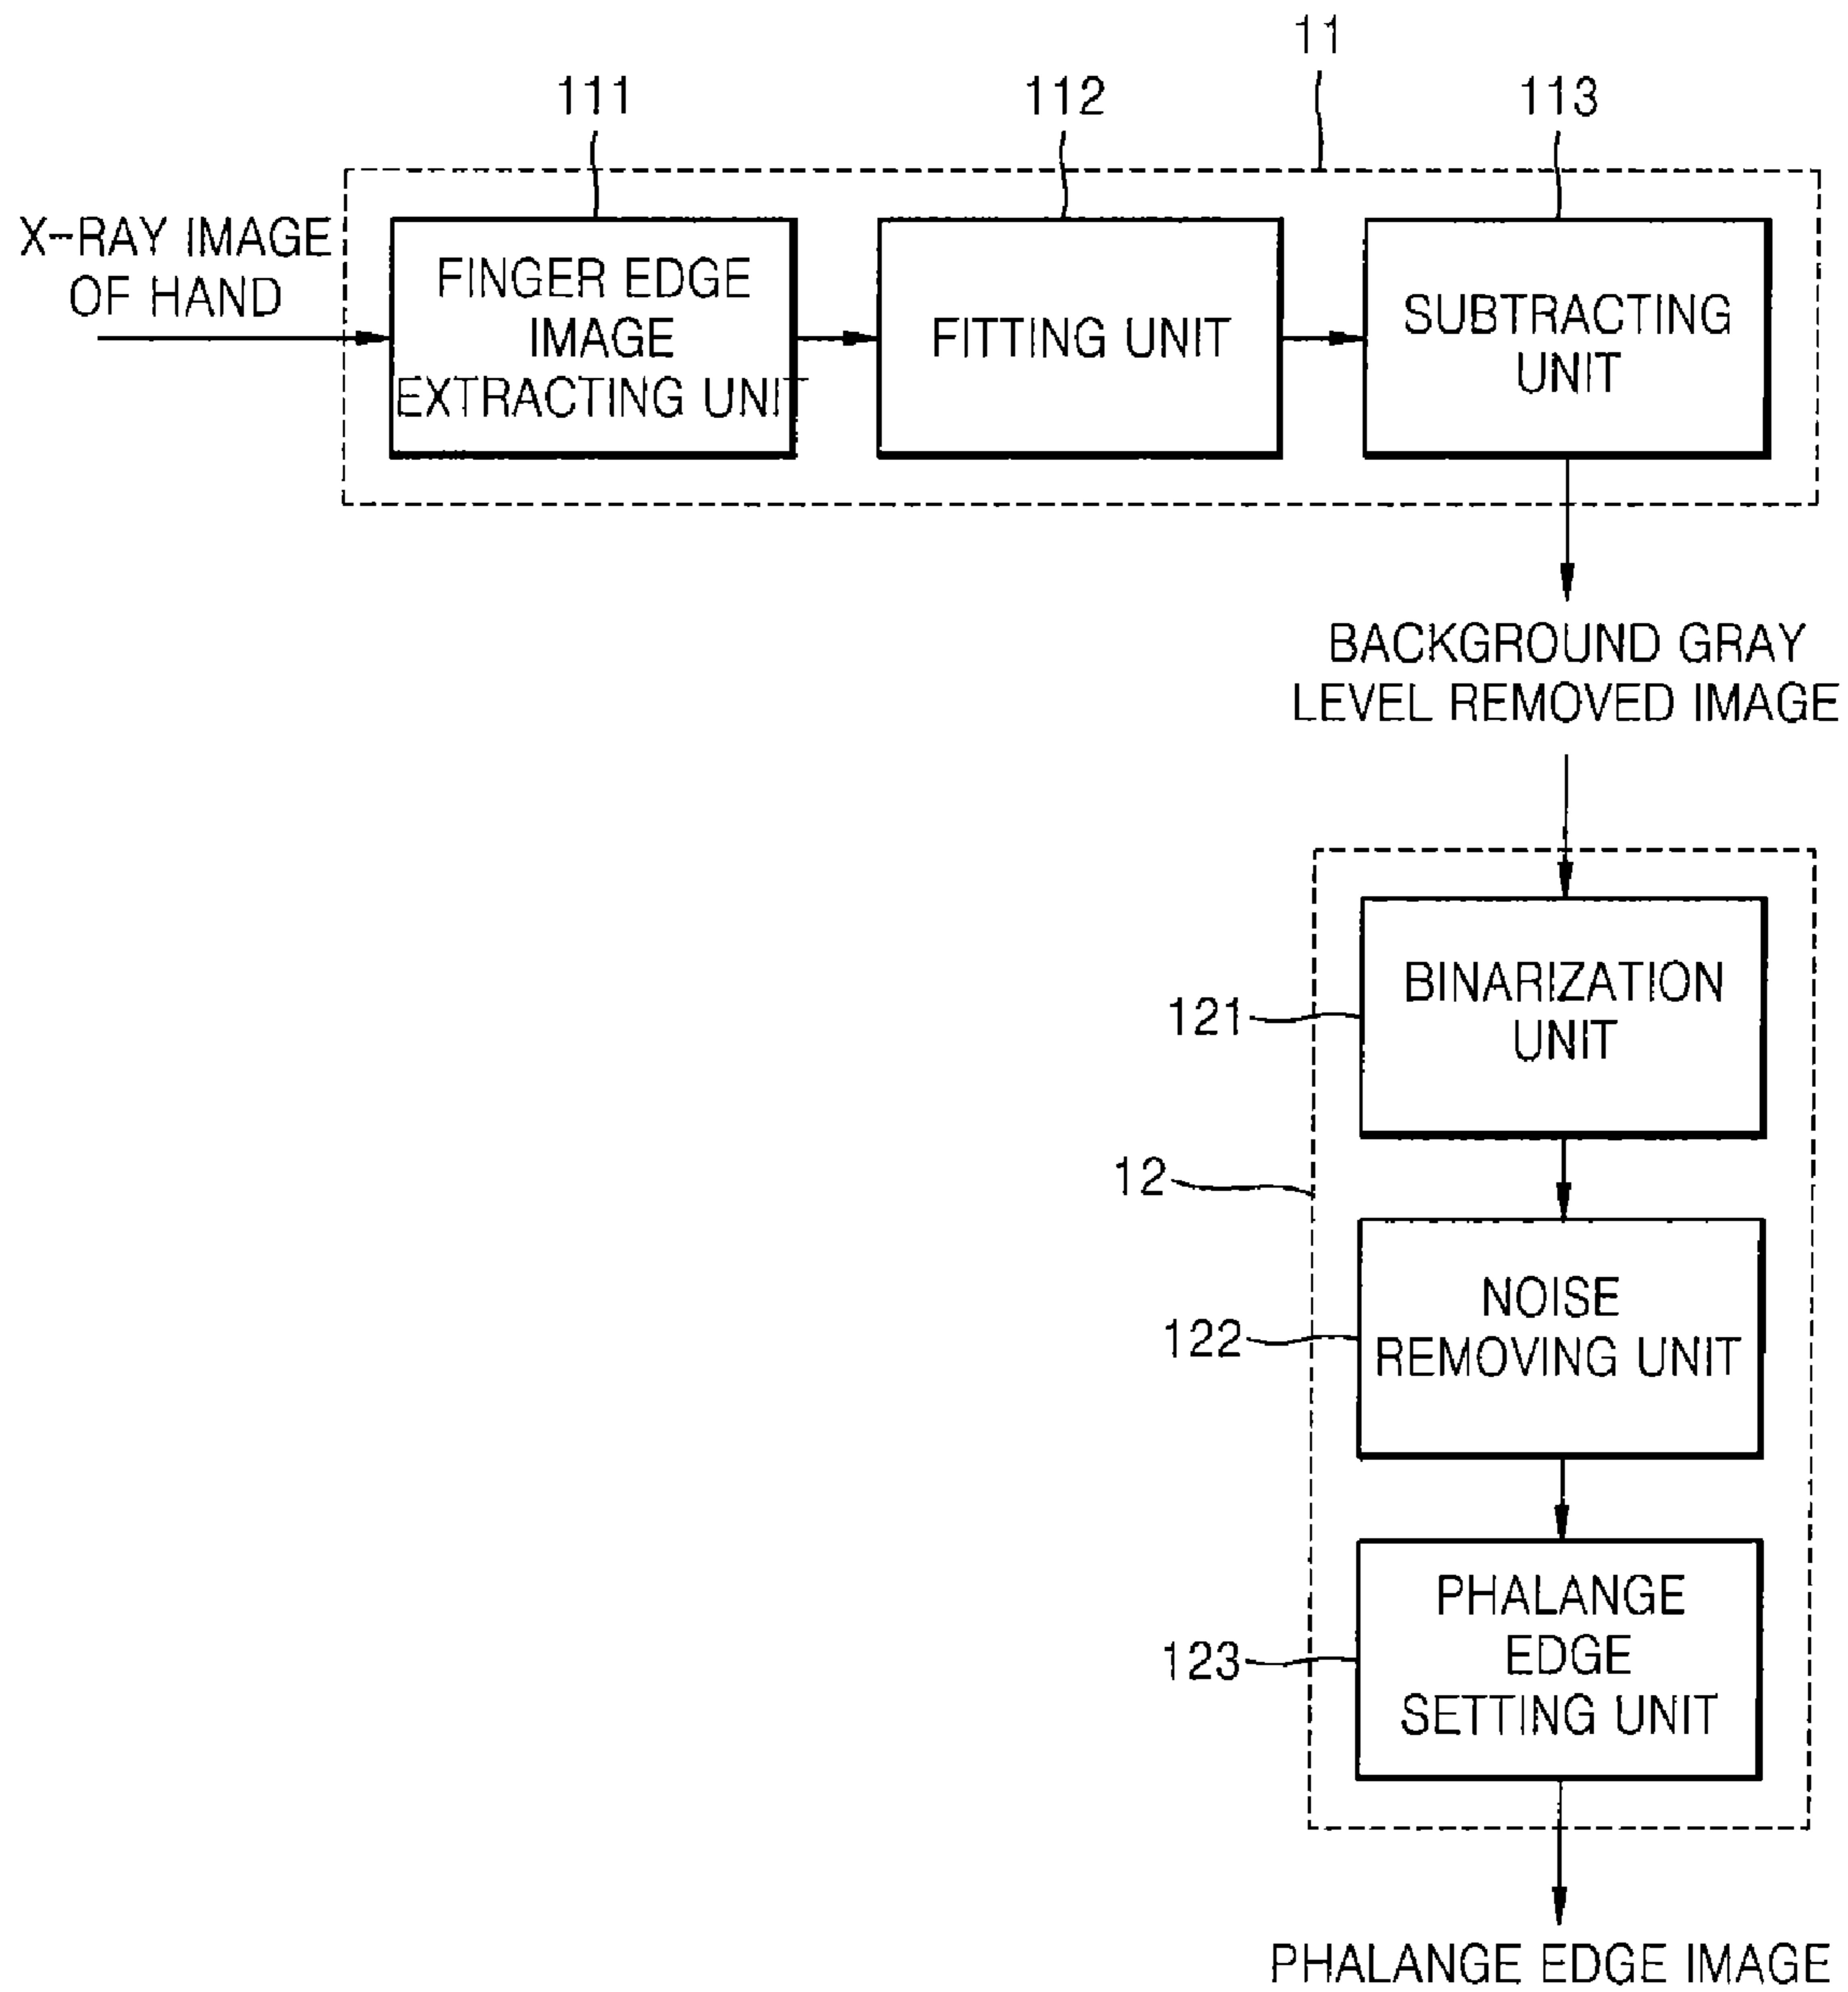 11
111
112
113
X-RAY IMAGE
OF HAND
FINGER EDGE
IMAGE
EXTRACTING UNIT
FITTING UNIT
SUBTRACTING
UNIT
BACKGROUND GRAY
LEVEL REMOVED IMAGE
121
BINARIZATION
UNIT
12
122
NOISE
REMOVING UNIT
123
PHALANGE
EDGE
SETTING UNIT
PHALANGE EDGE IMAGE